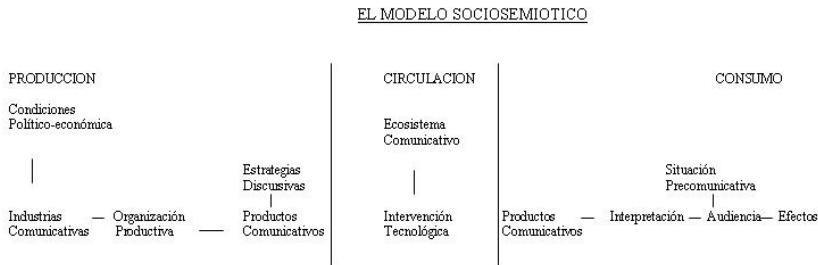 EL MODELO SOCIOSEMIOTICO
PRODUCCION
CIRCULACION
CONSUMO
Condiciones
Político-económica
Ecosistema
Comunicativo
Estrategias
Discursivas
Situación
Precomunicativa
Industrias
Comunicativas
Organización
Productiva
Productos
Comunicativos
Intervención
Tecnológica
Productos
Comunicativos
Interpretación
Audiencia
Efectos